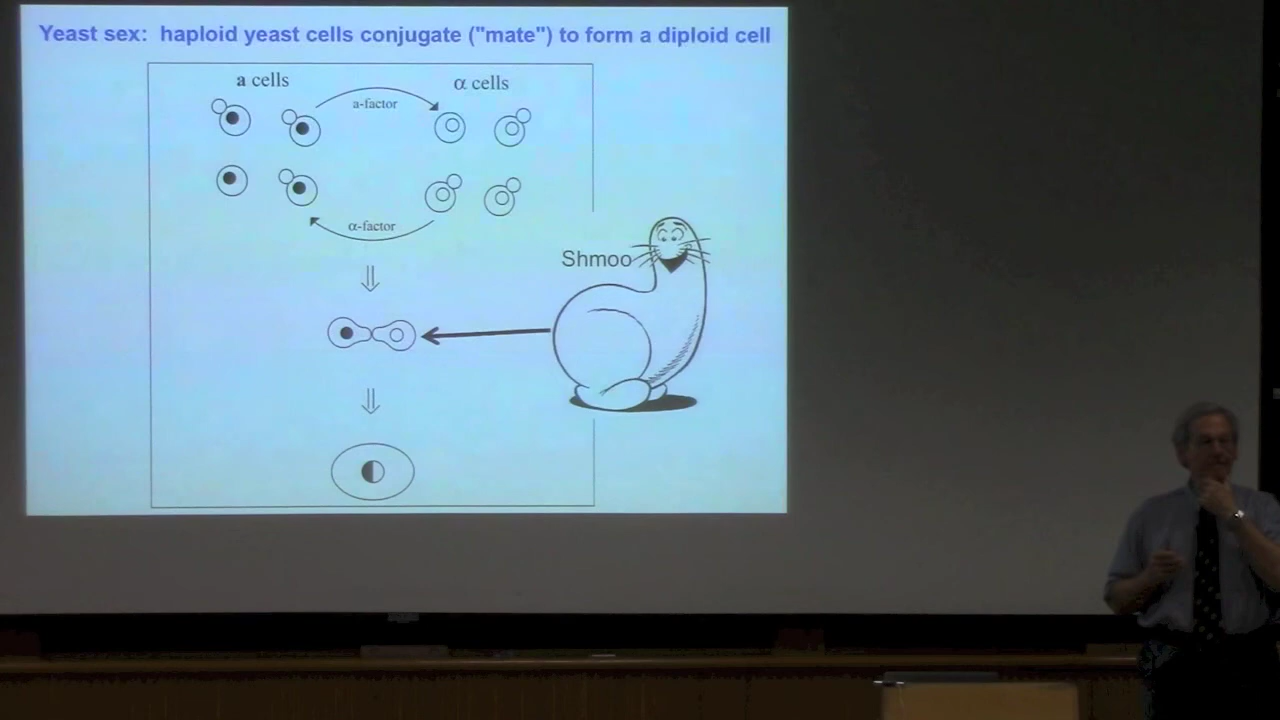 Yeast sex: haploid yeast cells conjugate ("mate") to form a diploid cell
a cells
α cells
a-factor
α-factor
Shmoo